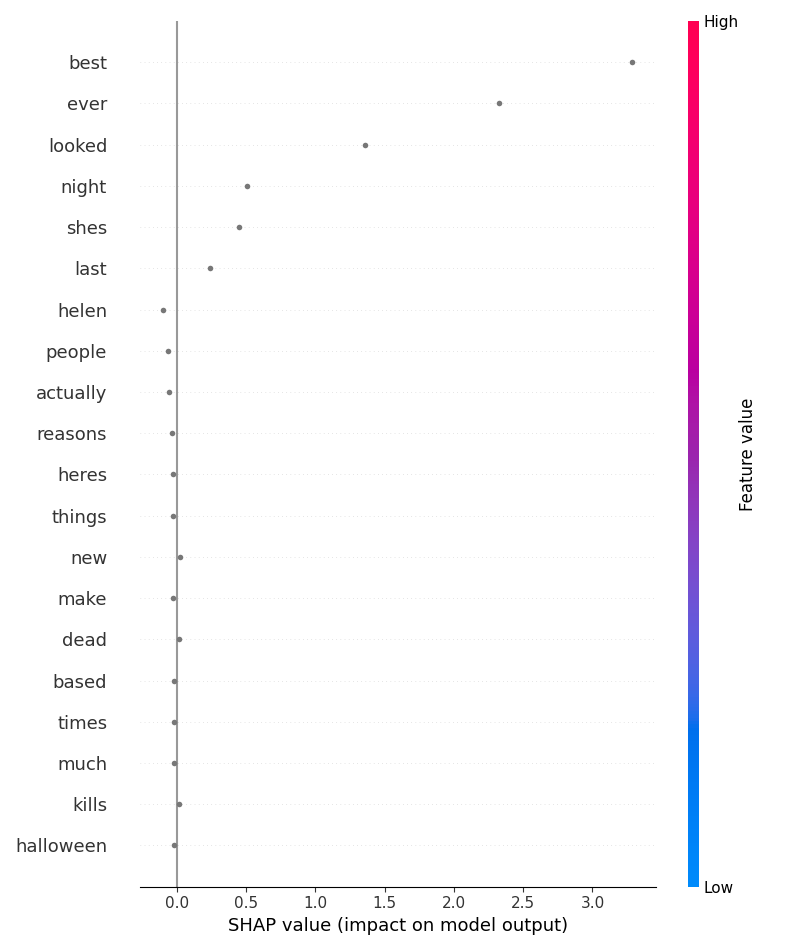 High
best
ever
looked
night
shes
last
helen
people
actually
reasons
heres
things
new
make
dead
based
times
much
kills
halloween
Feature value
Low
0.0 0.5 1.0 1.5 2.0 2.5 3.0
SHAP value (impact on model output)